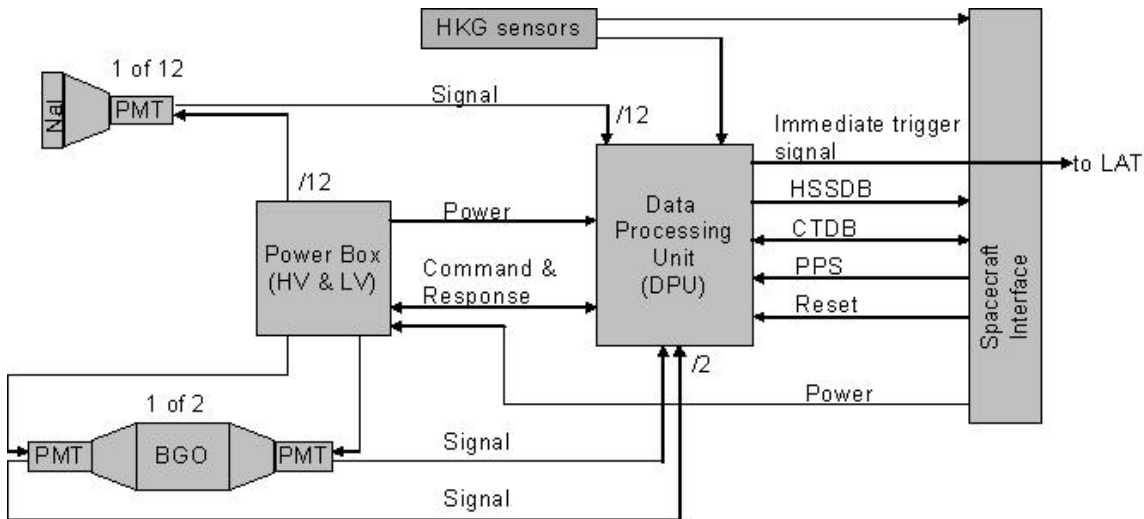 HKG sensors
1 of 12
NaI
PMT
Signal
/12
Immediate trigger
signal
to LAT
/12
Power
Data
Processing
Unit
(DPU)
HSSDB
Power Box
(HV & LV)
CTDB
Command &
Response
PPS
Reset
Spacecraft
Interface
/2
Power
1 of 2
PMT
BGO
PMT
Signal
Signal